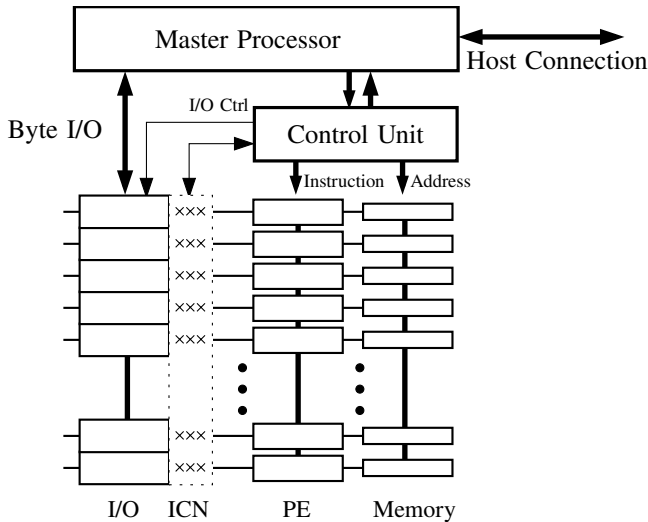 Master Processor
Host Connection
I/O Ctrl
Byte I/O
Control Unit
Instruction
Address
×××
×××
×××
×××
×××
×××
×××
I/O
ICN
PE
Memory